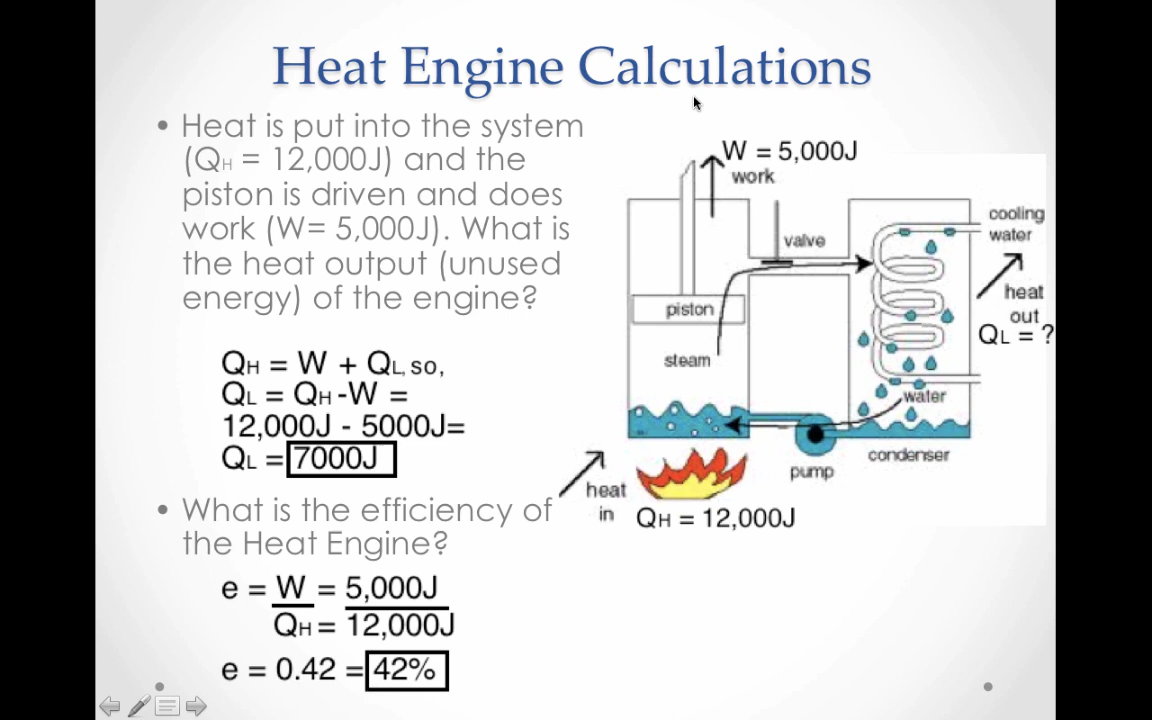 Heat Engine Calculations
• Heat is put into the system
(QH = 12,000J) and the
piston is driven and does
work (W= 5,000J). What is
the heat output (unused
energy) of the engine?
QH = W + QL, so,
QL = QH -W =
12,000J - 5000J=
QL = 7000J
• What is the efficiency of
the Heat Engine?
e = W = 5,000J
QH = 12,000J
e = 0.42 = 42%
W = 5,000J
work
valve
cooling
water
heat
out
QL = ?
piston
steam
water
condenser
pump
heat
in
QH = 12,000J